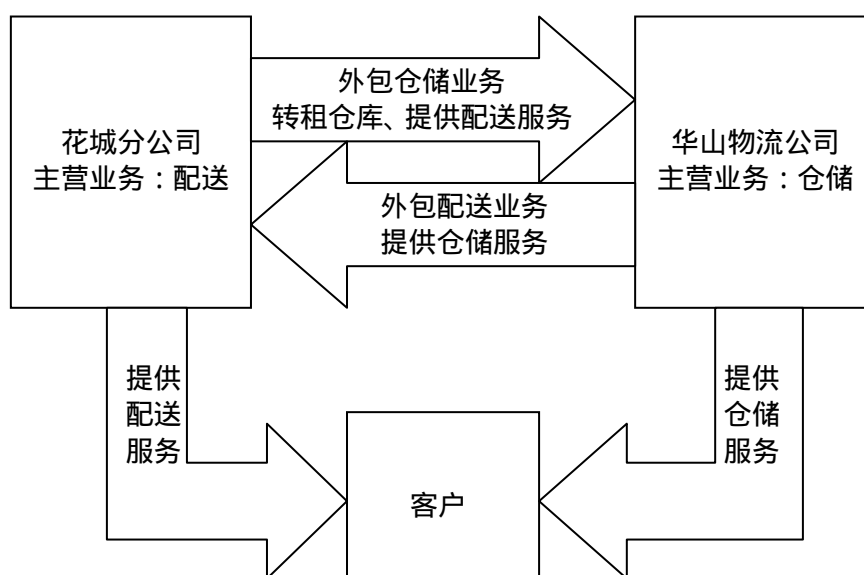 外包仓储业务
转租仓库、提供配送服务
花城分公司
主营业务:配送
华山物流公司
主营业务:仓储
外包配送业务
提供仓储服务
提供
配送
服务
提供
仓储
服务
客户